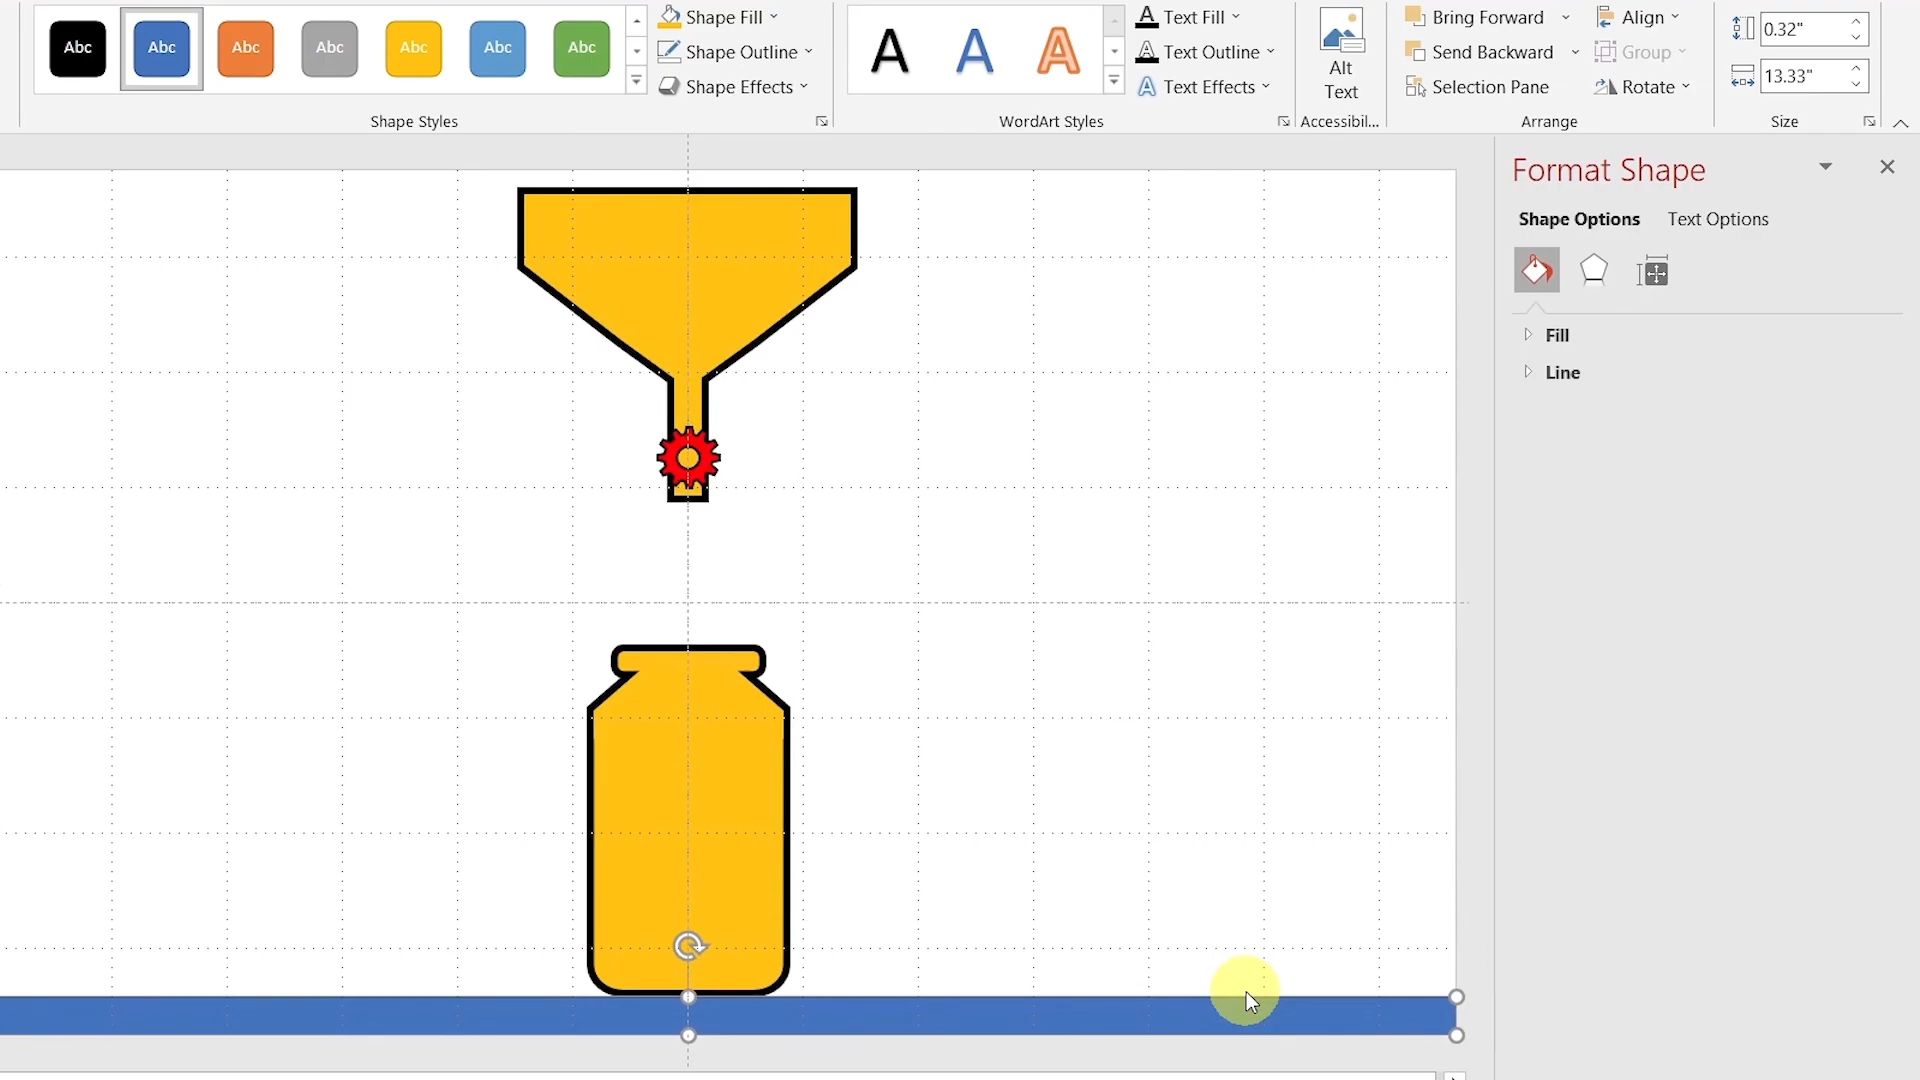 Abc Abc Abc Abc Abc Abc Abc
Shape Fill
Shape Outline
Shape Effects
Shape Styles
A A A
A Text Fill
A Text Outline
A Text Effects
WordArt Styles
Alt
Text
Accessibil...
Bring Forward
Send Backward
Selection Pane
Align
Group
Rotate
Arrange
0.32"
13.33"
Size
Format Shape
Shape Options Text Options
Fill
Line